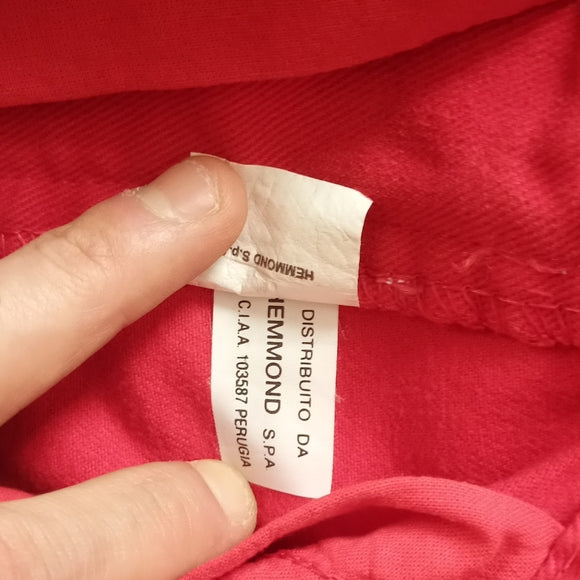 HEMMOND S.p.
DISTRIBUITO DA
HEMMOND S.P.A
C.I.A.A. 103587 PERUGIA